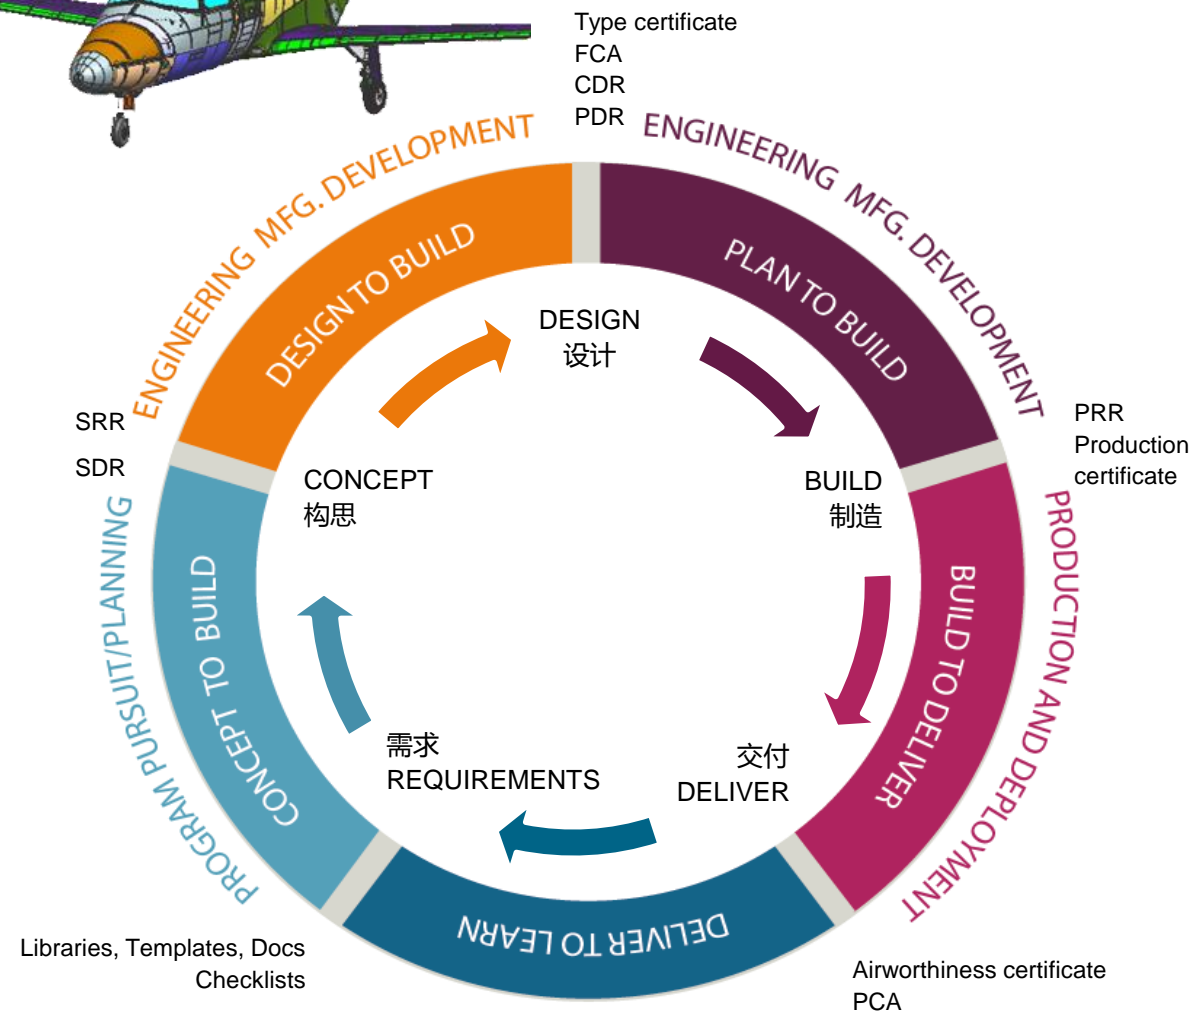 Type certificate
FCA
CDR
PDR
ENGINEERING MFG. DEVELOPMENT
ENGINEERING MFG. DEVELOPMENT
DESIGN TO BUILD
PLAN TO BUILD
DESIGN
设计
SRR
SDR
PRR
Production
certificate
CONCEPT
构思
BUILD
制造
PROGRAM PURSUIT/PLANNING
CONCEPT TO BUILD
BUILD TO DELIVER
PRODUCTION AND DEPLOYMENT
需求
REQUIREMENTS
交付
DELIVER
DELIVER TO LEARN
Libraries, Templates, Docs
Checklists
Airworthiness certificate
PCA